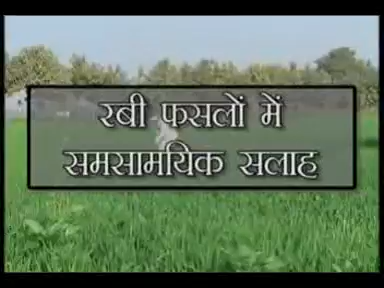 रबी फसलों में
समसामयिक सलाह